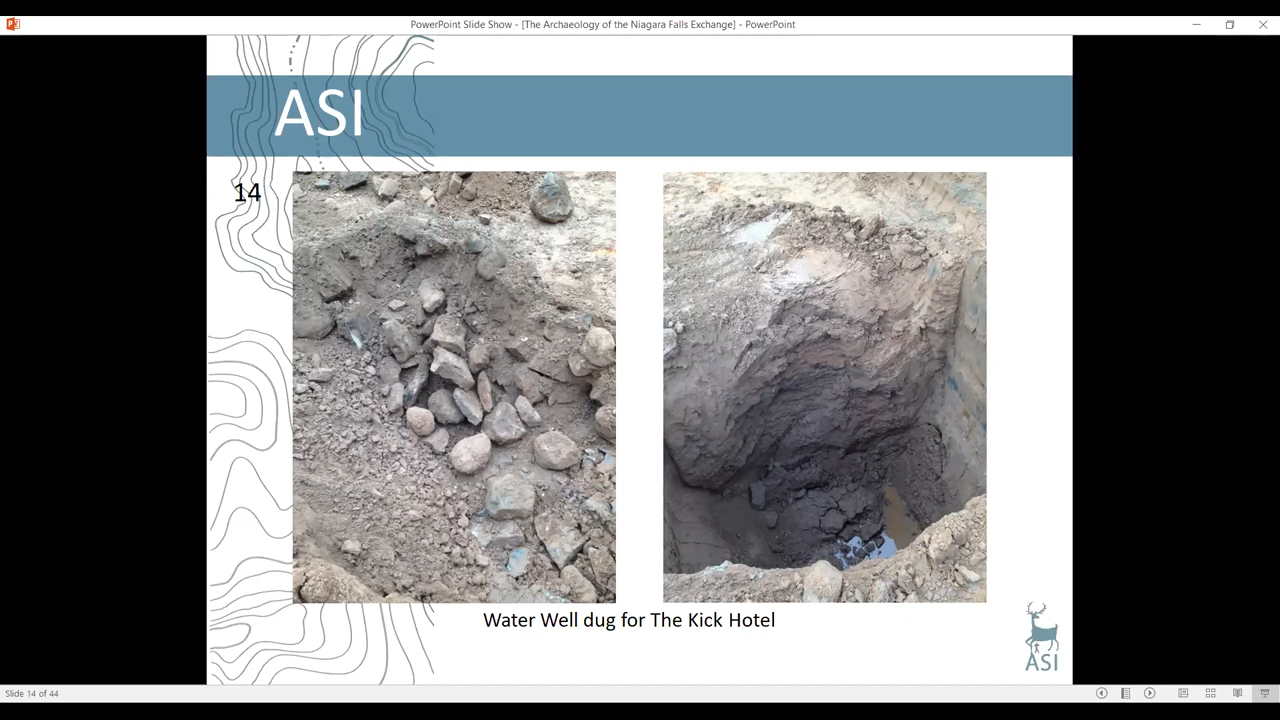 PowerPoint Slide Show - [The Archaeology of the Niagara Falls Exchange] - PowerPoint
ASI
14
Water Well dug for The Kick Hotel
ASI
Slide 14 of 44